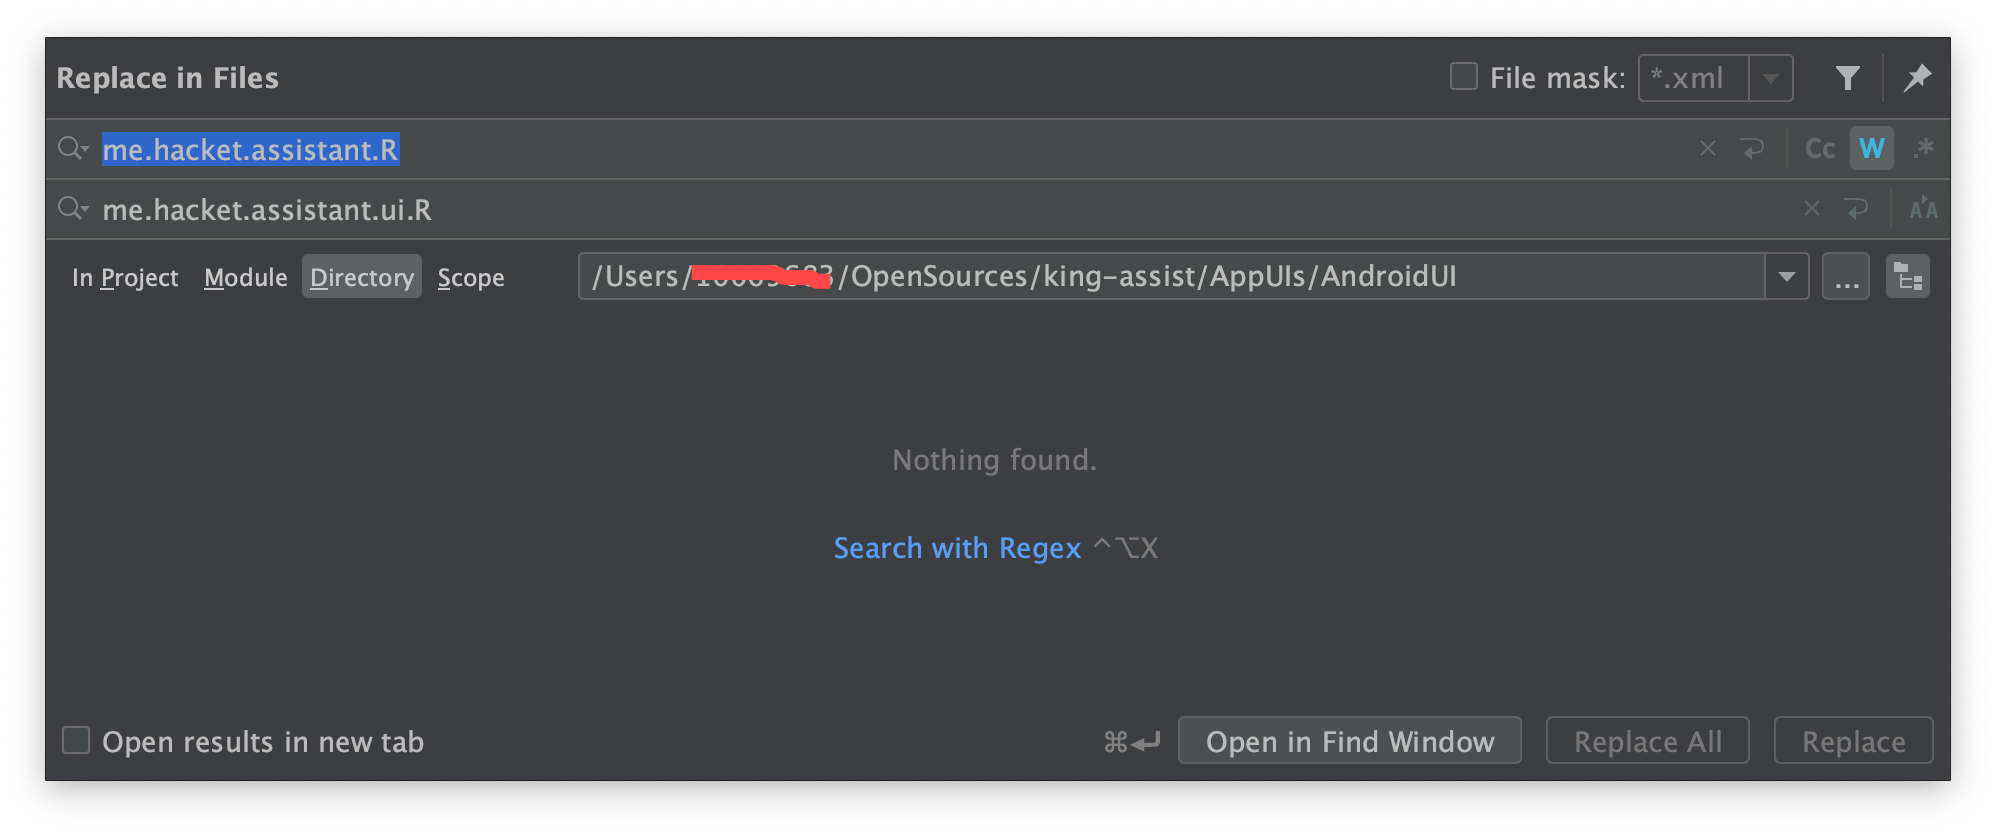 Replace in Files
File mask: *.xml
me.hacket.assistant.R
Cc W .*
me.hacket.assistant.ui.R
AA
In Project Module Directory Scope /Users/ /OpenSources/king-assist/AppUIs/AndroidUI ...
Nothing found.
Search with Regex ^⌥X
Open results in new tab ⌘↵ Open in Find Window Replace All Replace